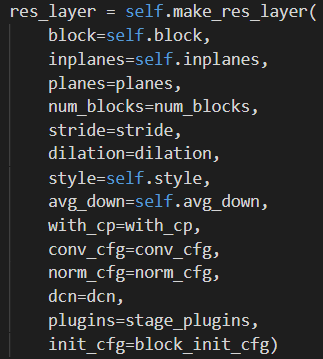 res_layer = self.make_res_layer(
    block=self.block,
    inplanes=self.inplanes,
    planes=planes,
    num_blocks=num_blocks,
    stride=stride,
    dilation=dilation,
    style=self.style,
    avg_down=self.avg_down,
    with_cp=with_cp,
    conv_cfg=conv_cfg,
    norm_cfg=norm_cfg,
    dcn=dcn,
    plugins=stage_plugins,
    init_cfg=block_init_cfg)